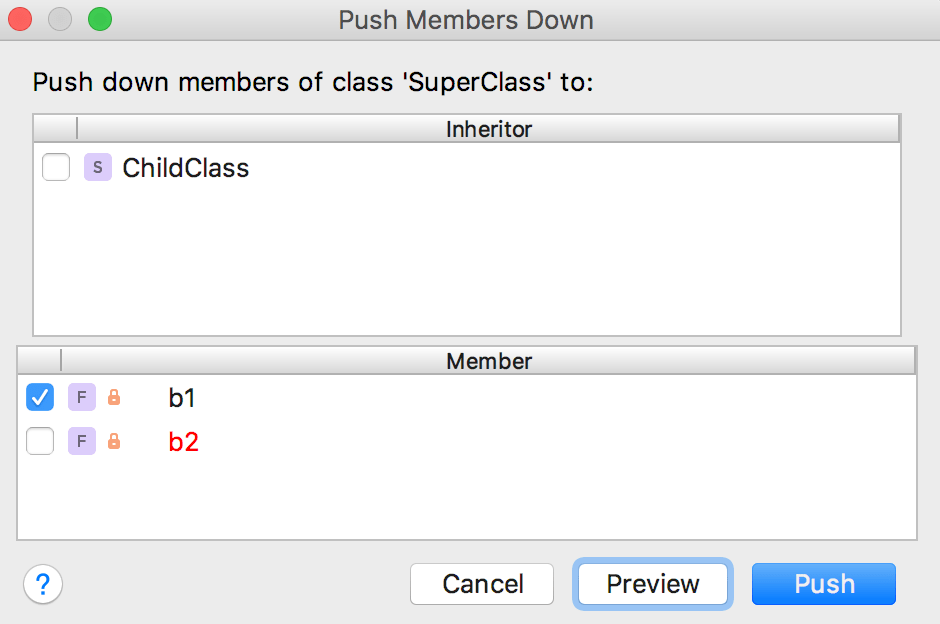 Push Members Down
Push down members of class 'SuperClass' to:
Inheritor
S ChildClass
Member
F b1
F b2
? Cancel Preview Push